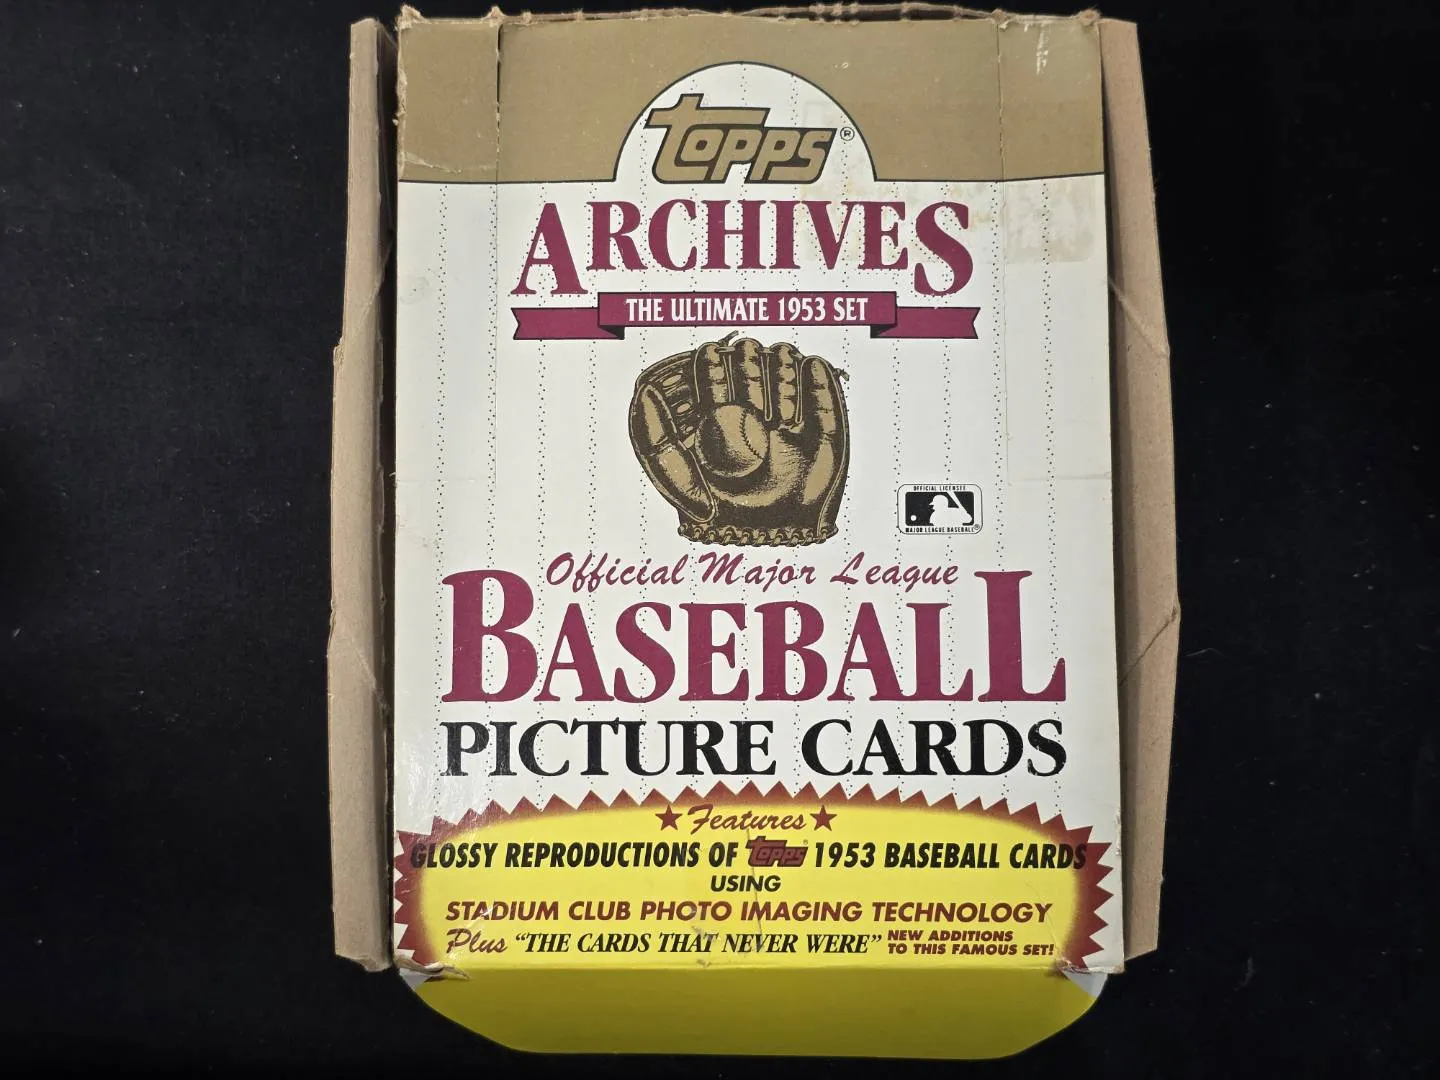 Topps®
ARCHIVES
THE ULTIMATE 1953 SET
OFFICIAL LICENSEE
MAJOR LEAGUE BASEBALL®
Official Major League
BASEBALL
PICTURE CARDS
★ Features ★
GLOSSY REPRODUCTIONS OF Topps® 1953 BASEBALL CARDS
USING
STADIUM CLUB PHOTO IMAGING TECHNOLOGY
Plus "THE CARDS THAT NEVER WERE" NEW ADDITIONS
TO THIS FAMOUS SET!